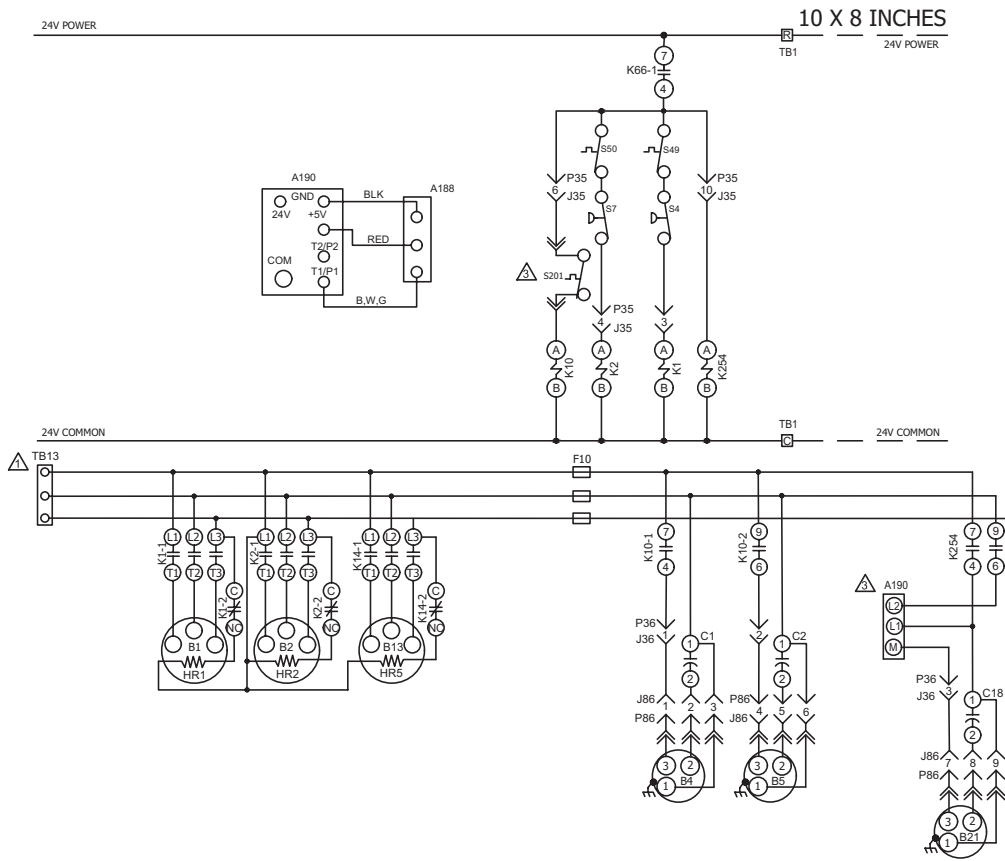 10 X 8 INCHES
24V POWER
R
24V POWER
TB1
7
K66-1
4
S50
S49
P35
6
J35
P35
10
J35
S7
S4
3
S201
P35
4
J35
3
A
A
A
A
K10
K2
K1
K254
B
B
B
B
A190
GND
24V
+5V
T2/P2
COM
T1/P1
BLK
RED
B,W,G
A188
24V COMMON
TB1
C
24V COMMON
1
TB13
F10
L1
L2
L3
K1-1
T1
T2
T3
C
K1-2
NC
B1
HR1
L1
L2
L3
K2-1
T1
T2
T3
C
K2-2
NC
B2
HR2
L1
L2
L3
K14-1
T1
T2
T3
C
K14-2
NC
B13
HR5
7
K10-1
4
P36
1
J36
1
C1
2
J86
1
2
3
P86
3
2
1
B4
9
K10-2
6
2
1
C2
2
P86
4
5
6
J86
3
2
1
B5
7
9
K254
4
6
3
A190
L2
L1
M
P36
3
J36
1
C18
2
J86
7
8
9
P86
3
2
1
B21